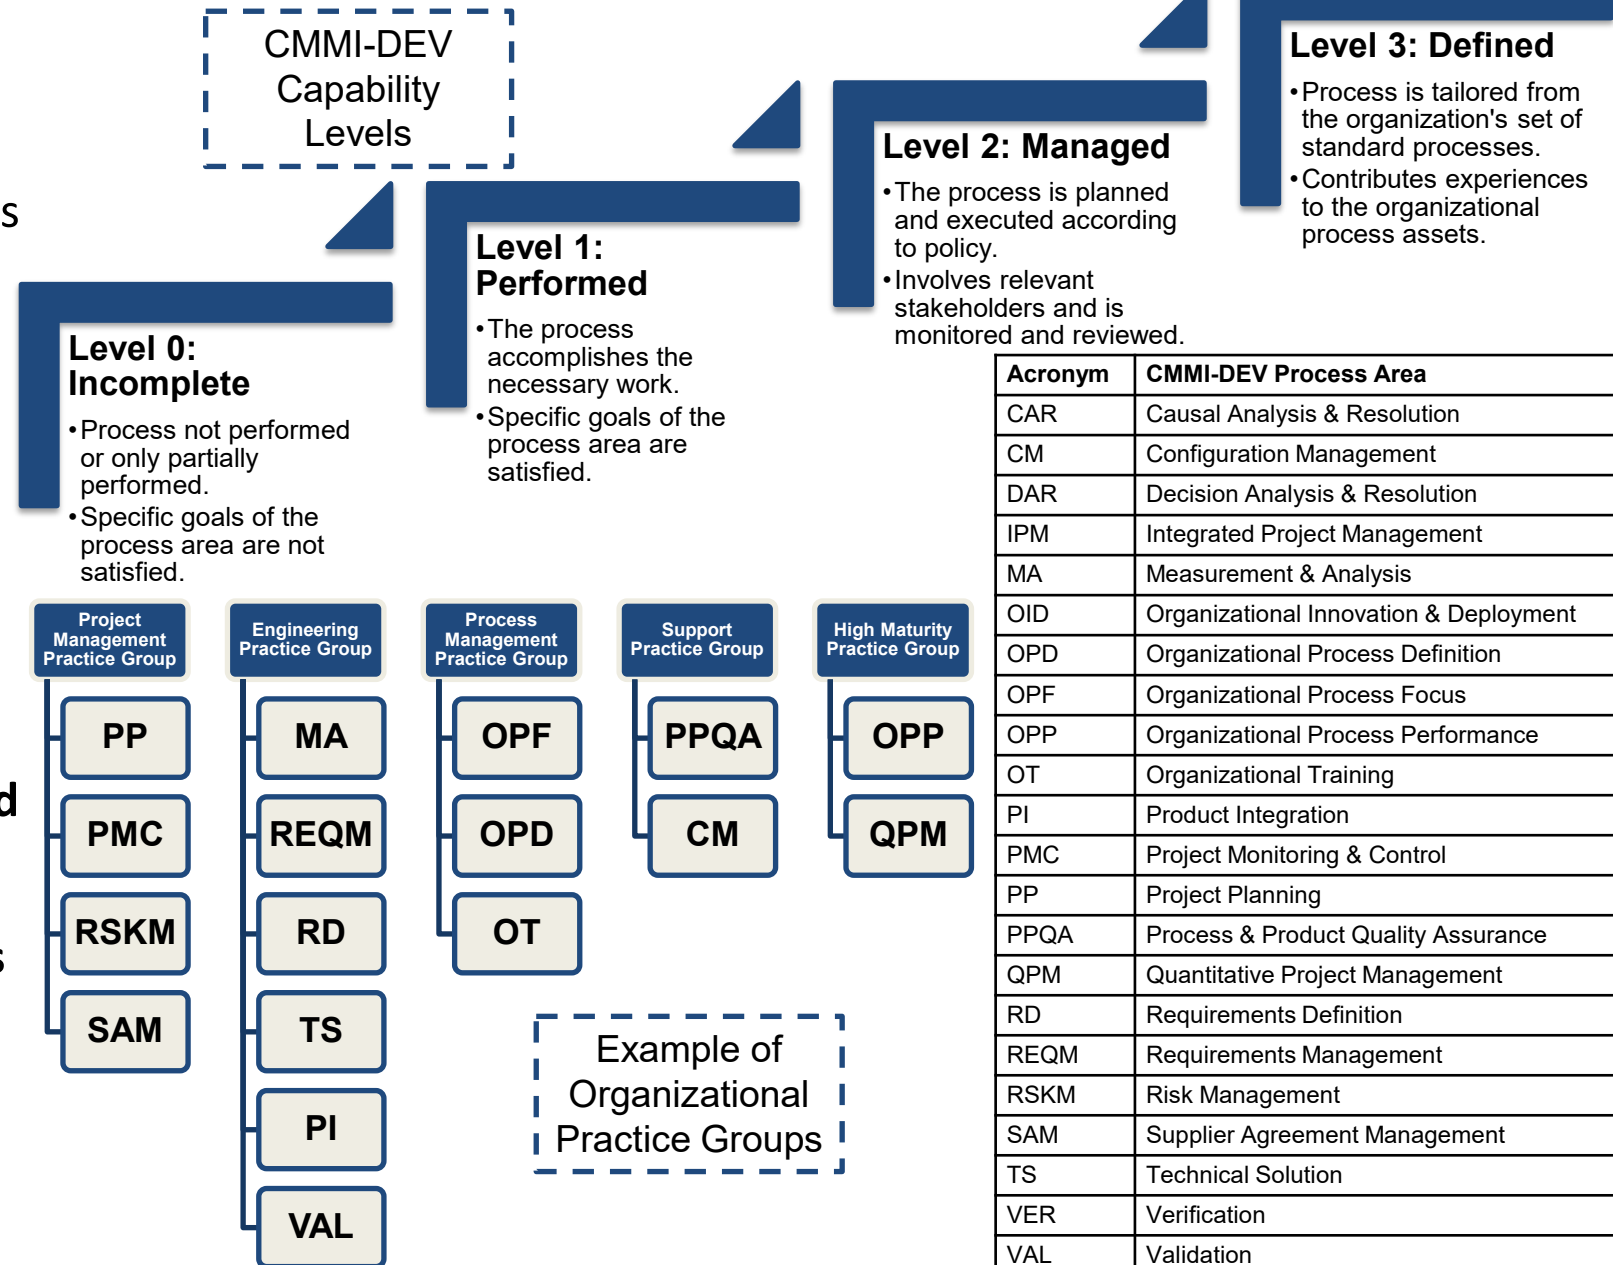 CMMI-DEV
Capability
Levels
s
Level 0:
Incomplete
•Process not performed
or only partially
performed.
•Specific goals of the
process area are not
satisfied.
Level 1:
Performed
•The process
accomplishes the
necessary work.
•Specific goals of the
process area are
satisfied.
Level 2: Managed
•The process is planned
and executed according
to policy.
•Involves relevant
stakeholders and is
monitored and reviewed.
Level 3: Defined
•Process is tailored from
the organization's set of
standard processes.
•Contributes experiences
to the organizational
process assets.
d
s
Project
Management
Practice Group
PP
PMC
RSKM
SAM
Engineering
Practice Group
MA
REQM
RD
TS
PI
VAL
Process
Management
Practice Group
OPF
OPD
OT
Support
Practice Group
PPQA
CM
High Maturity
Practice Group
OPP
QPM
Example of
Organizational
Practice Groups
Acronym CMMI-DEV Process Area
CAR Causal Analysis & Resolution
CM Configuration Management
DAR Decision Analysis & Resolution
IPM Integrated Project Management
MA Measurement & Analysis
OID Organizational Innovation & Deployment
OPD Organizational Process Definition
OPF Organizational Process Focus
OPP Organizational Process Performance
OT Organizational Training
PI Product Integration
PMC Project Monitoring & Control
PP Project Planning
PPQA Process & Product Quality Assurance
QPM Quantitative Project Management
RD Requirements Definition
REQM Requirements Management
RSKM Risk Management
SAM Supplier Agreement Management
TS Technical Solution
VER Verification
VAL Validation